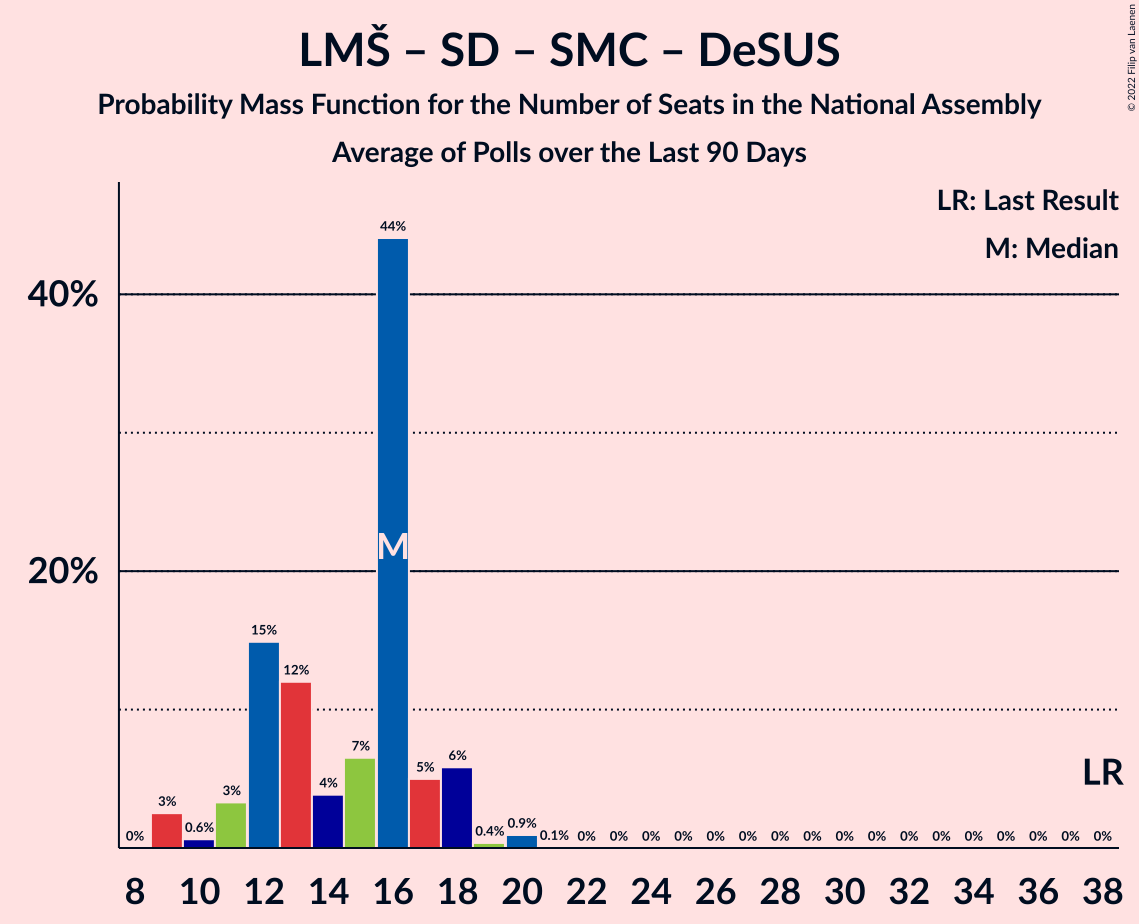 LMŠ – SD – SMC – DeSUS
Probability Mass Function for the Number of Seats in the National Assembly
Average of Polls over the Last 90 Days
© 2022 Filip van Laenen
LR: Last Result
M: Median
44%
40%
M
20%
15%
12%
7%
6%
5%
4%
3%
3%
LR
0%
0.6%
0.4%
0.9%
0.1%
0% 0% 0% 0% 0% 0% 0% 0% 0% 0% 0% 0% 0% 0% 0% 0% 0%
8 10 12 14 16 18 20 22 24 26 28 30 32 34 36 38